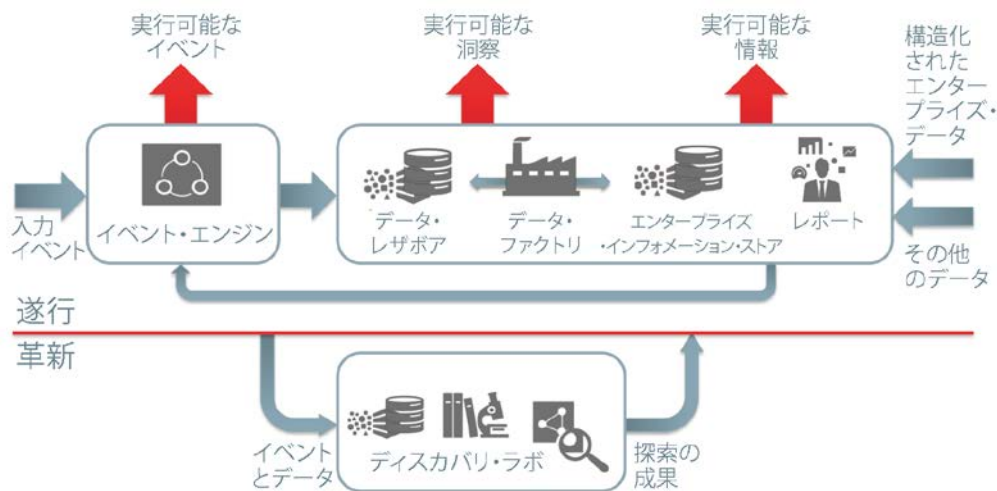 実行可能な
イベント
実行可能な
洞察
実行可能な
情報
構造化
された
エンター
プライズ・
データ
入力
イベント
イベント・エンジン
データ・
レザボア
データ・
ファクトリ
エンタープライズ
・インフォメーション・ストア
レポート
その他
のデータ
遂行
革新
イベント
とデータ
ディスカバリ・ラボ
探索の
成果